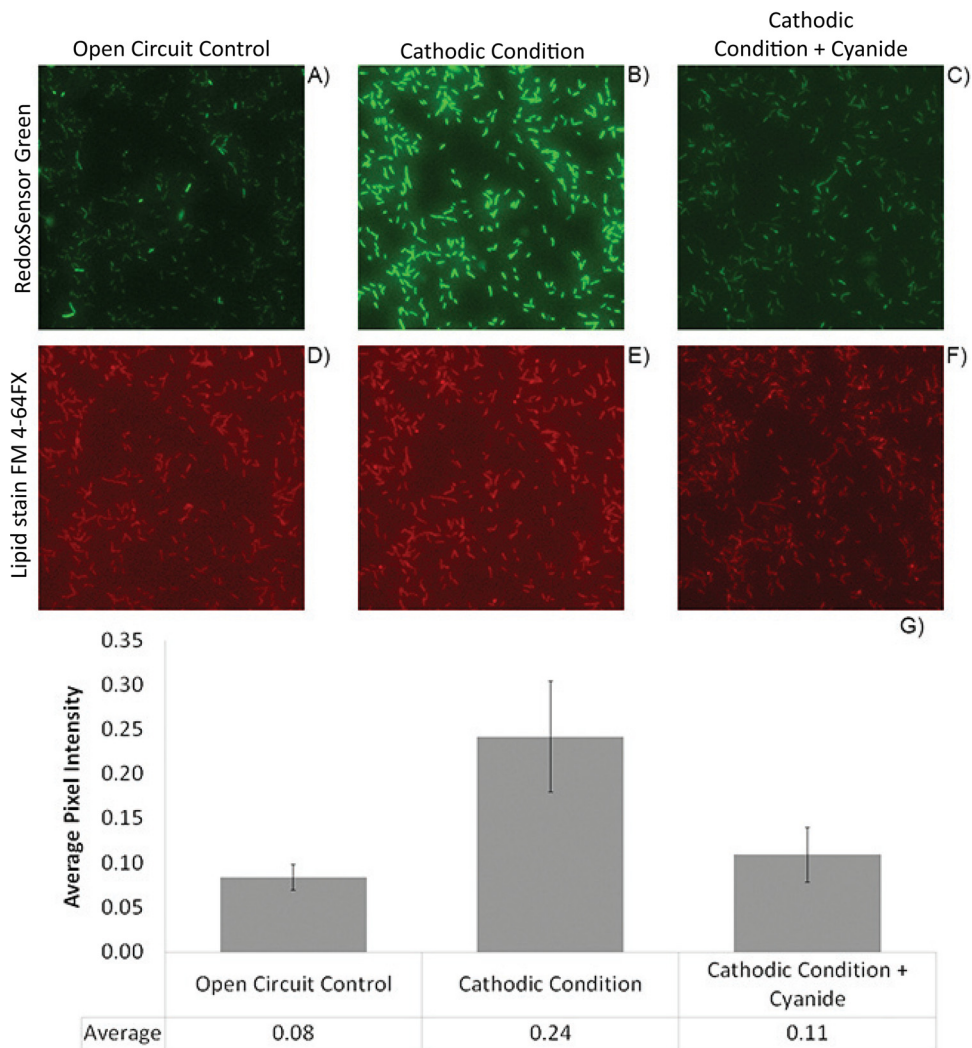 Open Circuit Control
Cathodic Condition
Cathodic
Condition + Cyanide
RedoxSensor Green
A)
B)
C)
Lipid stain FM 4-64FX
D)
E)
F)
G)
Average Pixel Intensity
0.35
0.30
0.25
0.20
0.15
0.10
0.05
0.00
Open Circuit Control
Cathodic Condition
Cathodic Condition +
Cyanide
Average 0.08 0.24 0.11